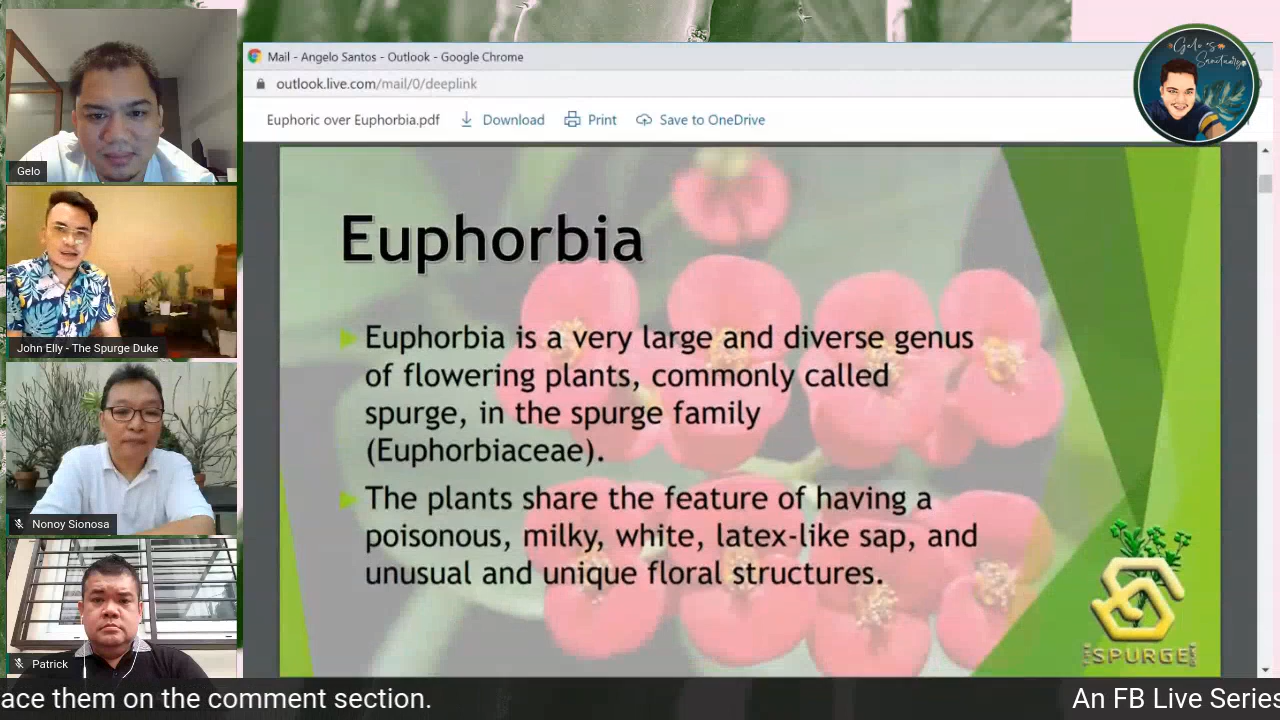 Gelo
John Elly - The Spurge Duke
Nonoy Sionosa
Patrick
Mail - Angelo Santos - Outlook - Google Chrome
outlook.live.com/mail/0/deeplink
Euphoric over Euphorbia.pdf Download Print Save to OneDrive
Gelo's
Sanctuary
Euphorbia
Euphorbia is a very large and diverse genus
of flowering plants, commonly called
spurge, in the spurge family
(Euphorbiaceae).
The plants share the feature of having a
poisonous, milky, white, latex-like sap, and
unusual and unique floral structures.
SPURGE
ace them on the comment section.
An FB Live Series